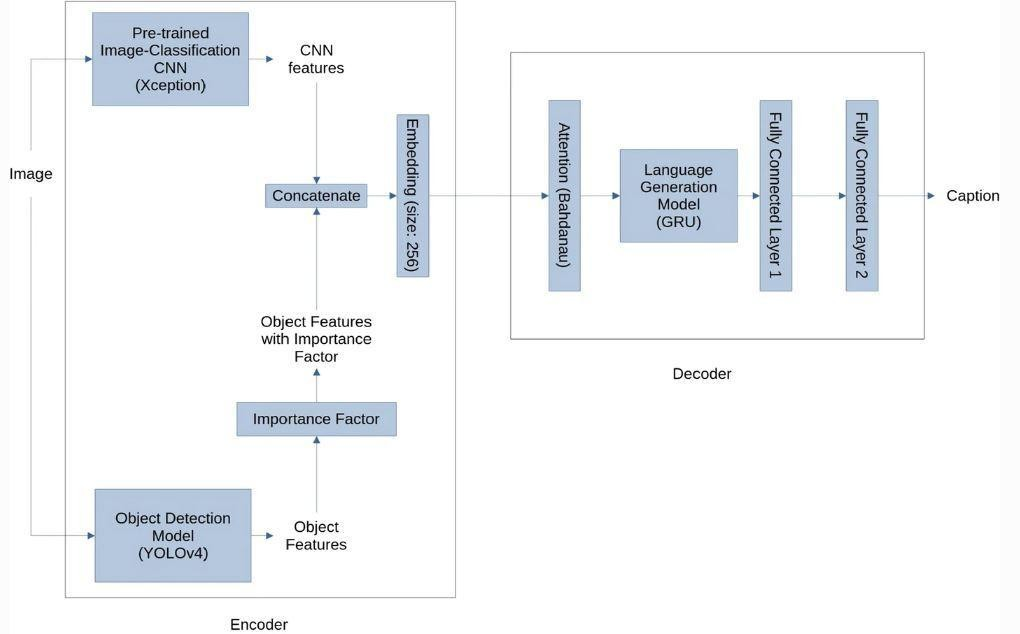 Pre-trained
Image-Classification
CNN
(Xception)
CNN
features
Image
Concatenate
Embedding (size: 256)
Object Features
with Importance
Factor
Importance Factor
Object Detection
Model
(YOLOv4)
Object
Features
Encoder
Attention (Bahdanau)
Language
Generation
Model
(GRU)
Fully Connected Layer 1
Fully Connected Layer 2
Caption
Decoder